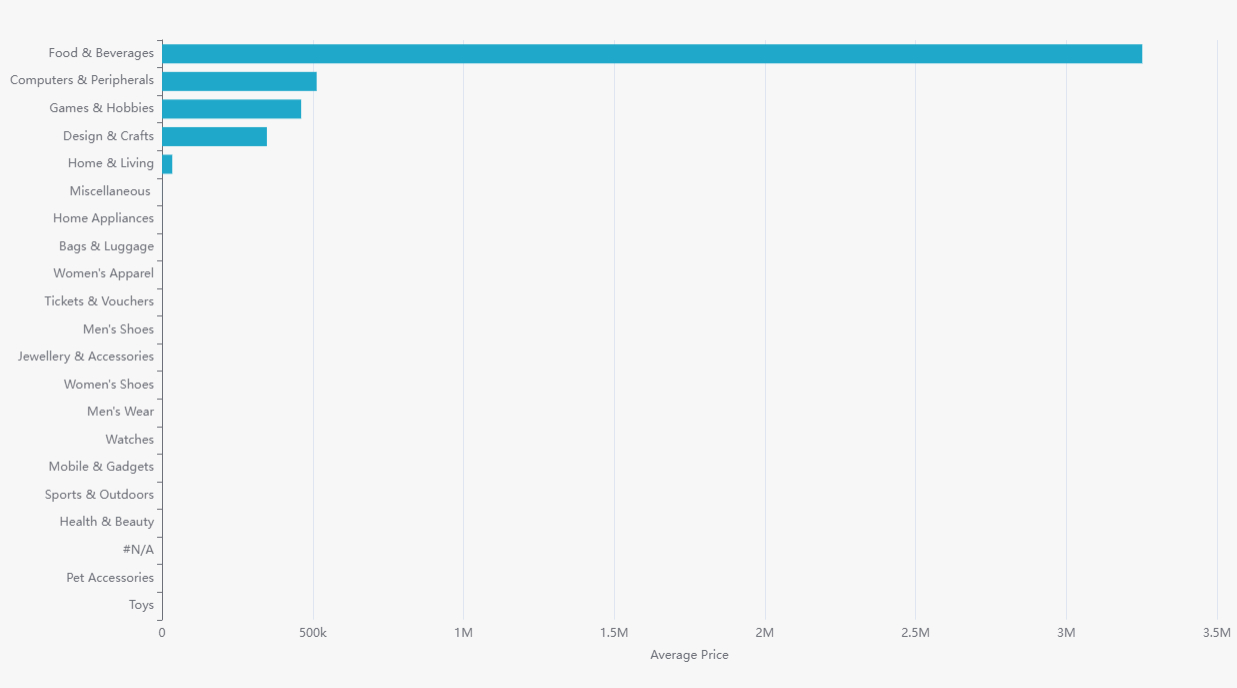 Food & Beverages
Computers & Peripherals
Games & Hobbies
Design & Crafts
Home & Living
Miscellaneous
Home Appliances
Bags & Luggage
Women's Apparel
Tickets & Vouchers
Men's Shoes
Jewellery & Accessories
Women's Shoes
Men's Wear
Watches
Mobile & Gadgets
Sports & Outdoors
Health & Beauty
#N/A
Pet Accessories
Toys
0 500k 1M 1.5M 2M 2.5M 3M 3.5M
Average Price